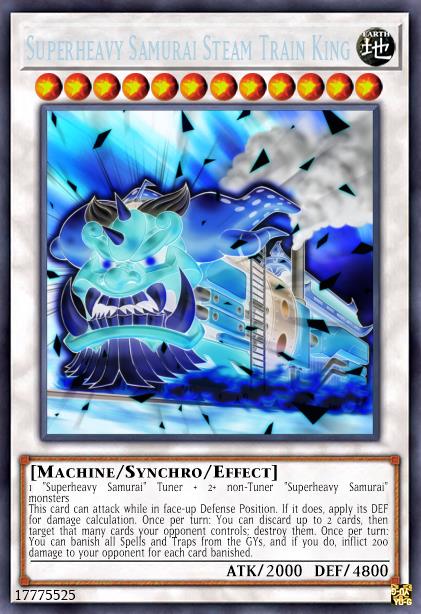 Superheavy Samurai Steam Train King
EARTH
地
[Machine/Synchro/Effect]
1 "Superheavy Samurai" Tuner + 2+ non-Tuner "Superheavy Samurai"
monsters
This card can attack while in face-up Defense Position. If it does, apply its DEF
for damage calculation. Once per turn: You can discard up to 2 cards, then
target that many cards your opponent controls; destroy them. Once per turn:
You can banish all Spells and Traps from the GYs, and if you do, inflict 200
damage to your opponent for each card banished.
ATK/2000 DEF/4800
17775525